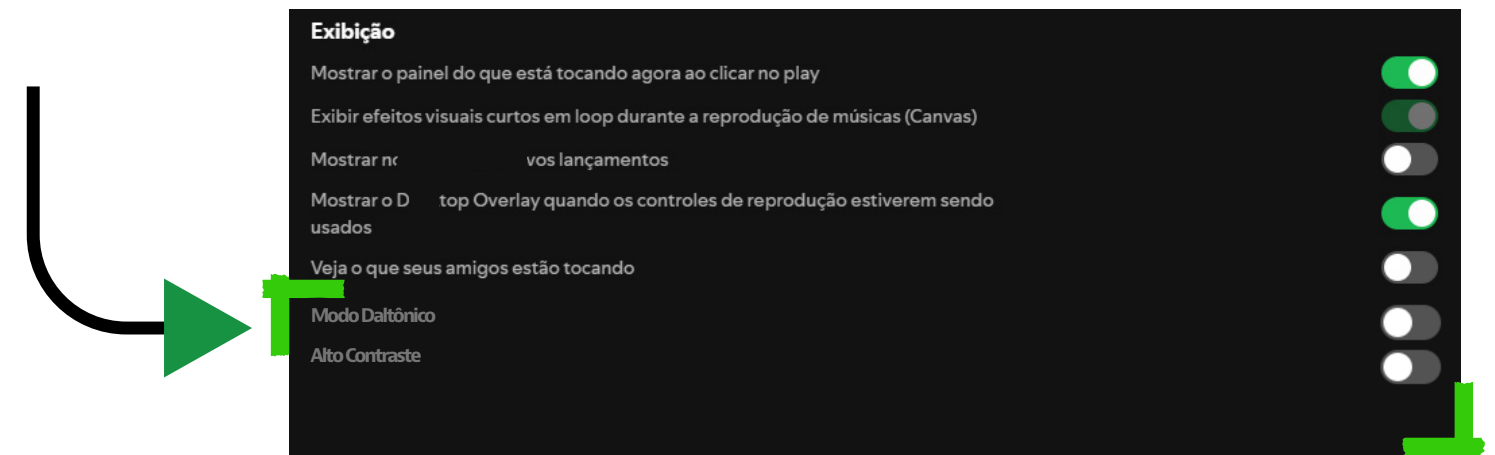 Exibição
Mostrar o painel do que está tocando agora ao clicar no play
Exibir efeitos visuais curtos em loop durante a reprodução de músicas (Canvas)
Mostrar vos lançamentos
Mostrar o D top Overlay quando os controles de reprodução estiverem sendo
usados
Veja o que seus amigos estão tocando
Modo Daltônico
Alto Contraste